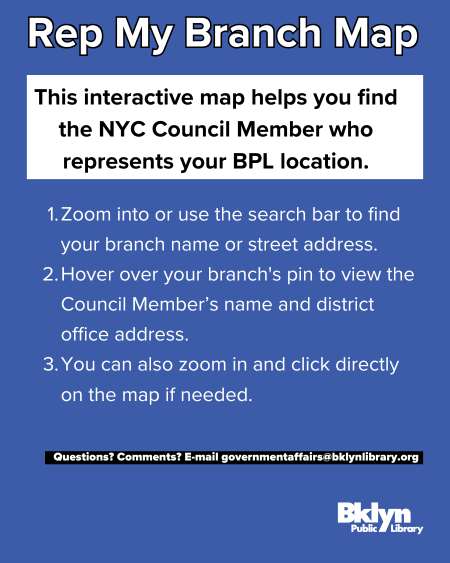 Rep My Branch Map
This interactive map helps you find
the NYC Council Member who
represents your BPL location.
1. Zoom into or use the search bar to find
your branch name or street address.
2. Hover over your branch's pin to view the
Council Member’s name and district
office address.
3. You can also zoom in and click directly
on the map if needed.
Questions? Comments? E-mail governmentaffairs@bklynlibrary.org
Bklyn
Public Library